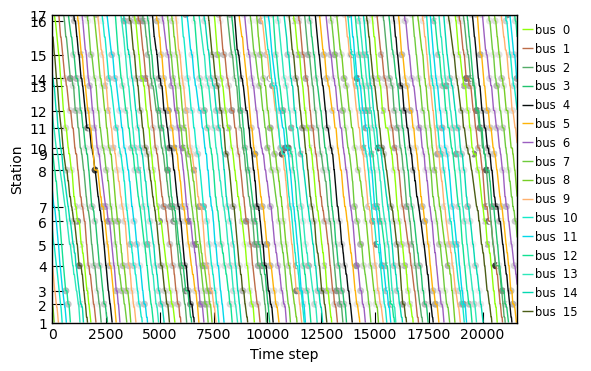 17
16
15
14
13
12
11
10
9
8
7
6
5
4
3
2
1
Station
0 2500 5000 7500 10000 12500 15000 17500 20000
Time step
bus 0
bus 1
bus 2
bus 3
bus 4
bus 5
bus 6
bus 7
bus 8
bus 9
bus 10
bus 11
bus 12
bus 13
bus 14
bus 15